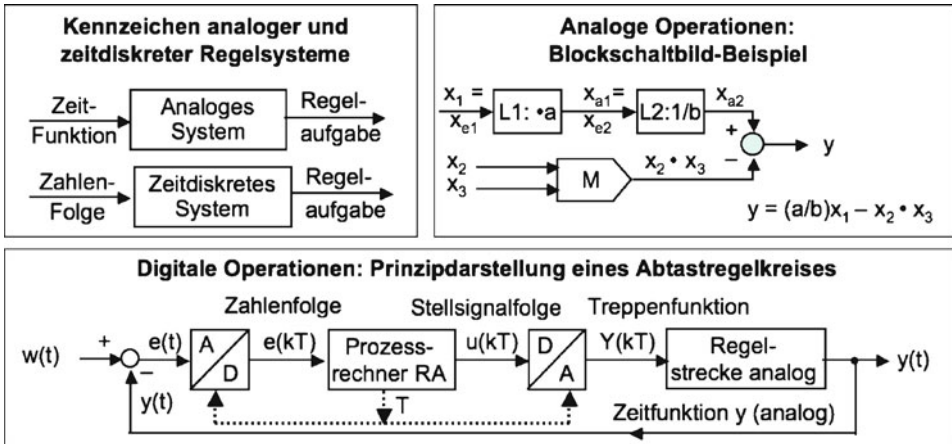 Kennzeichen analoger und
zeitdiskreter Regelsysteme
Zeit-
Funktion
Analoges
System
Regel-
aufgabe
Zahlen-
Folge
Zeitdiskretes
System
Regel-
aufgabe
Analoge Operationen:
Blockschaltbild-Beispiel
x₁ =
xₑ₁
L1: •a
xₐ₁=
xₑ₂
L2:1/b
xₐ₂
+
−
y
x₂
x₃
M
x₂ • x₃
y = (a/b)x₁ − x₂ • x₃
Digitale Operationen: Prinzipdarstellung eines Abtastregelkreises
Zahlenfolge
Stellsignalfolge
Treppenfunktion
w(t)
+
−
e(t)
A
D
e(kT)
Prozess-
rechner RA
u(kT)
D
A
Y(kT)
Regel-
strecke analog
y(t)
y(t)
T
Zeitfunktion y (analog)